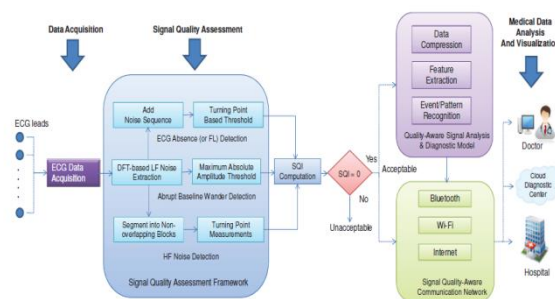 Data Acquisition
Signal Quality
Assessment
Medical Data
Analysis
And Visualization
ECG leads
ECG Data
Acquisition
Add
Noise Sequence
Turning Point
Based Threshold
ECG Absence (or FL) Detection
DFT-based LF Noise
Extraction
Maximum Absolute
Amplitude Threshold
Abrupt Baseline Wander Detection
Segment into Non-
overlapping Blocks
Turning Point
Measurements
HF Noise Detection
Signal Quality Assessment Framework
SQI
Computation
SQI = 0
Yes
Acceptable
No
Unacceptable
Data
Compression
Feature
Extraction
Event/Pattern
Recognition
Quality-Aware Signal Analysis
& Diagnostic Model
Bluetooth
Wi-Fi
Internet
Signal Quality-Aware
Communication Network
Doctor
Cloud
Diagnostic
Center
Hospital